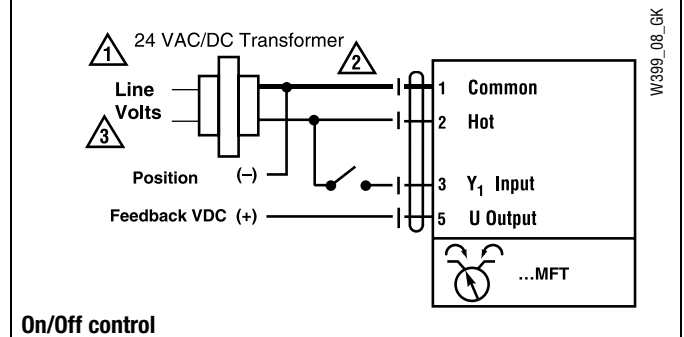 24 VAC/DC Transformer
1
2
Line
Volts
3
1 Common
2 Hot
Position (–)
3 Y₁ Input
Feedback VDC (+)
5 U Output
...MFT
On/Off control
W399_08_GK